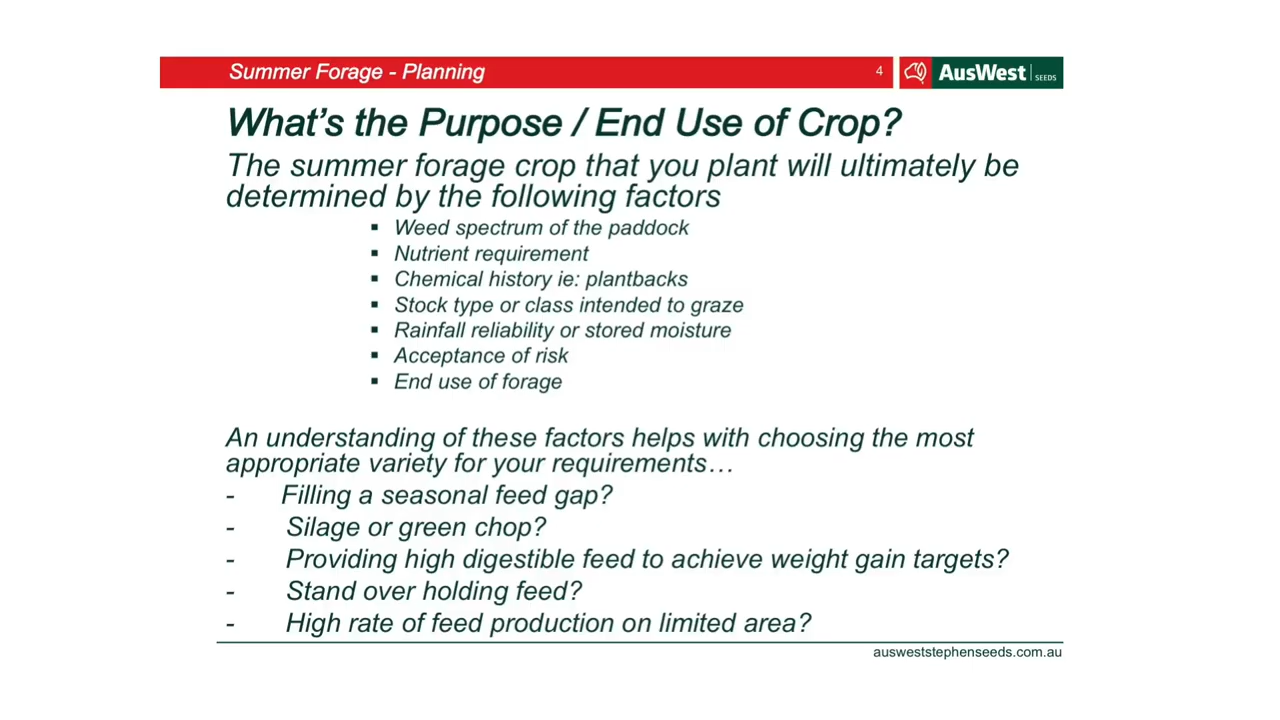 Summer Forage - Planning
4
AusWest SEEDS
What's the Purpose / End Use of Crop?
The summer forage crop that you plant will ultimately be
determined by the following factors
▪ Weed spectrum of the paddock
▪ Nutrient requirement
▪ Chemical history ie: plantbacks
▪ Stock type or class intended to graze
▪ Rainfall reliability or stored moisture
▪ Acceptance of risk
▪ End use of forage
An understanding of these factors helps with choosing the most
appropriate variety for your requirements…
- Filling a seasonal feed gap?
- Silage or green chop?
- Providing high digestible feed to achieve weight gain targets?
- Stand over holding feed?
- High rate of feed production on limited area?
ausweststephenseeds.com.au